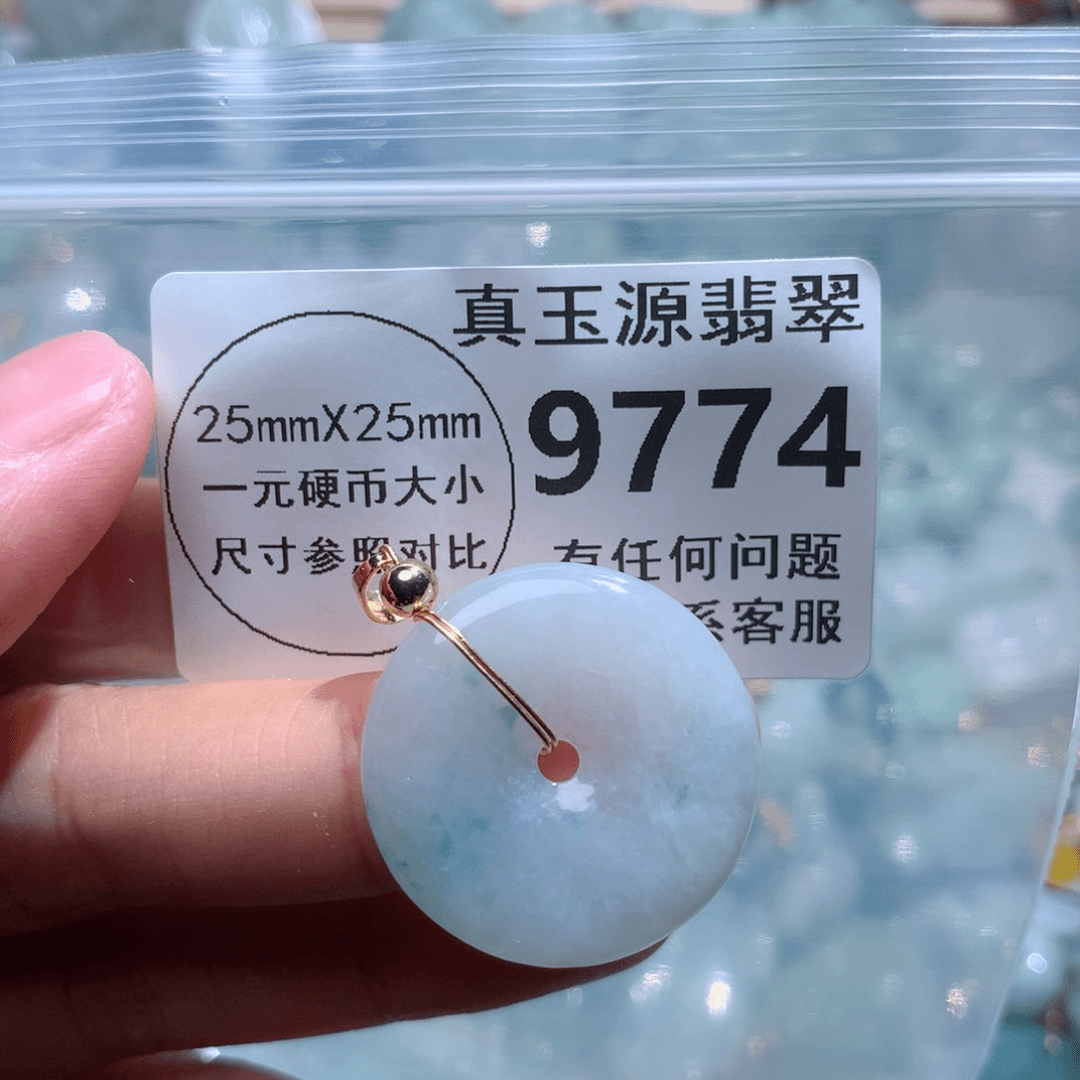 真玉源翡翠
25mmX25mm
一元硬币大小
尺寸参照对比
9774
有任何问题
系客服